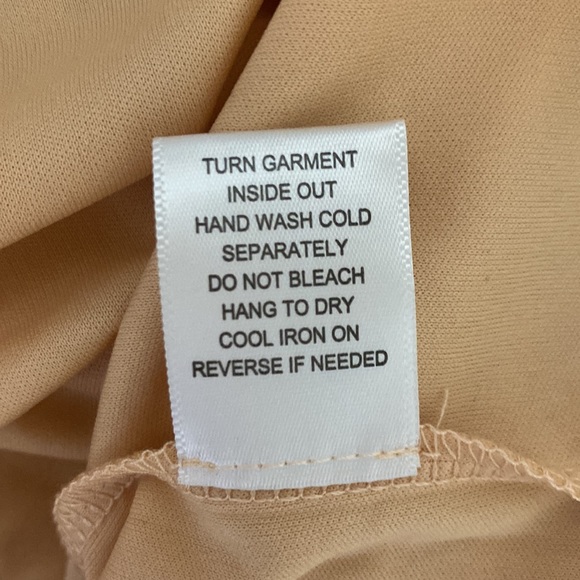 TURN GARMENT
INSIDE OUT
HAND WASH COLD
SEPARATELY
DO NOT BLEACH
HANG TO DRY
COOL IRON ON
REVERSE IF NEEDED